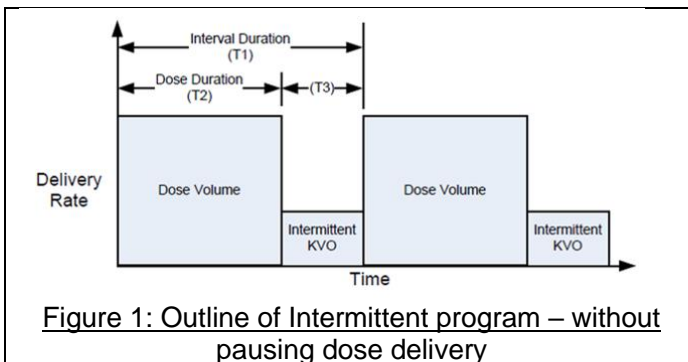 Interval Duration
(T1)
Dose Duration
(T2)
(T3)
Delivery
Rate
Dose Volume
Dose Volume
Intermittent
KVO
Intermittent
KVO
Time
Figure 1: Outline of Intermittent program – without
pausing dose delivery